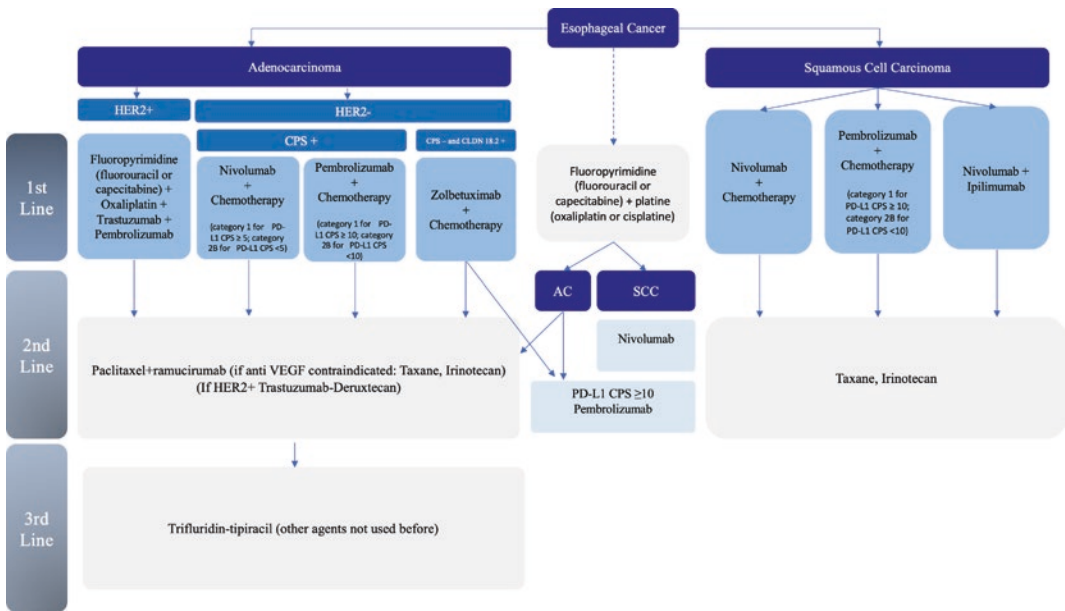 Esophageal Cancer
Adenocarcinoma
Squamous Cell Carcinoma
HER2+
HER2-
CPS +
CPS – and CLDN 18.2 +
1st
Line
Fluoropyrimidine
(fluorouracil or
capecitabine) +
Oxaliplatin +
Trastuzumab +
Pembrolizumab
Nivolumab
+
Chemotherapy
(category 1 for PD-
L1 CPS ≥ 5; category
2B for PD-L1 CPS <5)
Pembrolizumab
+
Chemotherapy
(category 1 for PD-
L1 CPS ≥ 10; category
2B for PD-L1 CPS
<10)
Zolbetuximab
+
Chemotherapy
Fluoropyrimidine
(fluorouracil or
capecitabine) + platine
(oxaliplatin or cisplatine)
Nivolumab
+
Chemotherapy
Pembrolizumab
+
Chemotherapy
(category 1 for
PD-L1 CPS ≥ 10;
category 2B for
PD-L1 CPS <10)
Nivolumab +
Ipilimumab
AC
SCC
2nd
Line
Paclitaxel+ramucirumab (if anti VEGF contraindicated: Taxane, Irinotecan)
(If HER2+ Trastuzumab-Deruxtecan)
Nivolumab
PD-L1 CPS ≥10
Pembrolizumab
Taxane, Irinotecan
3rd
Line
Trifluridin-tipiracil (other agents not used before)